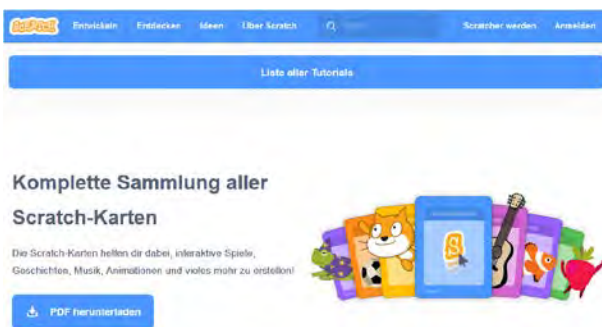 SCRATCH Entwickeln Entdecken Ideen Über Scratch Scratcher werden Anmelden
Liste aller Tutorials
Komplette Sammlung aller
Scratch-Karten
Die Scratch-Karten helfen dir dabei, interaktive Spiele,
Geschichten, Musik, Animationen und vieles mehr zu erstellen!
PDF herunterladen